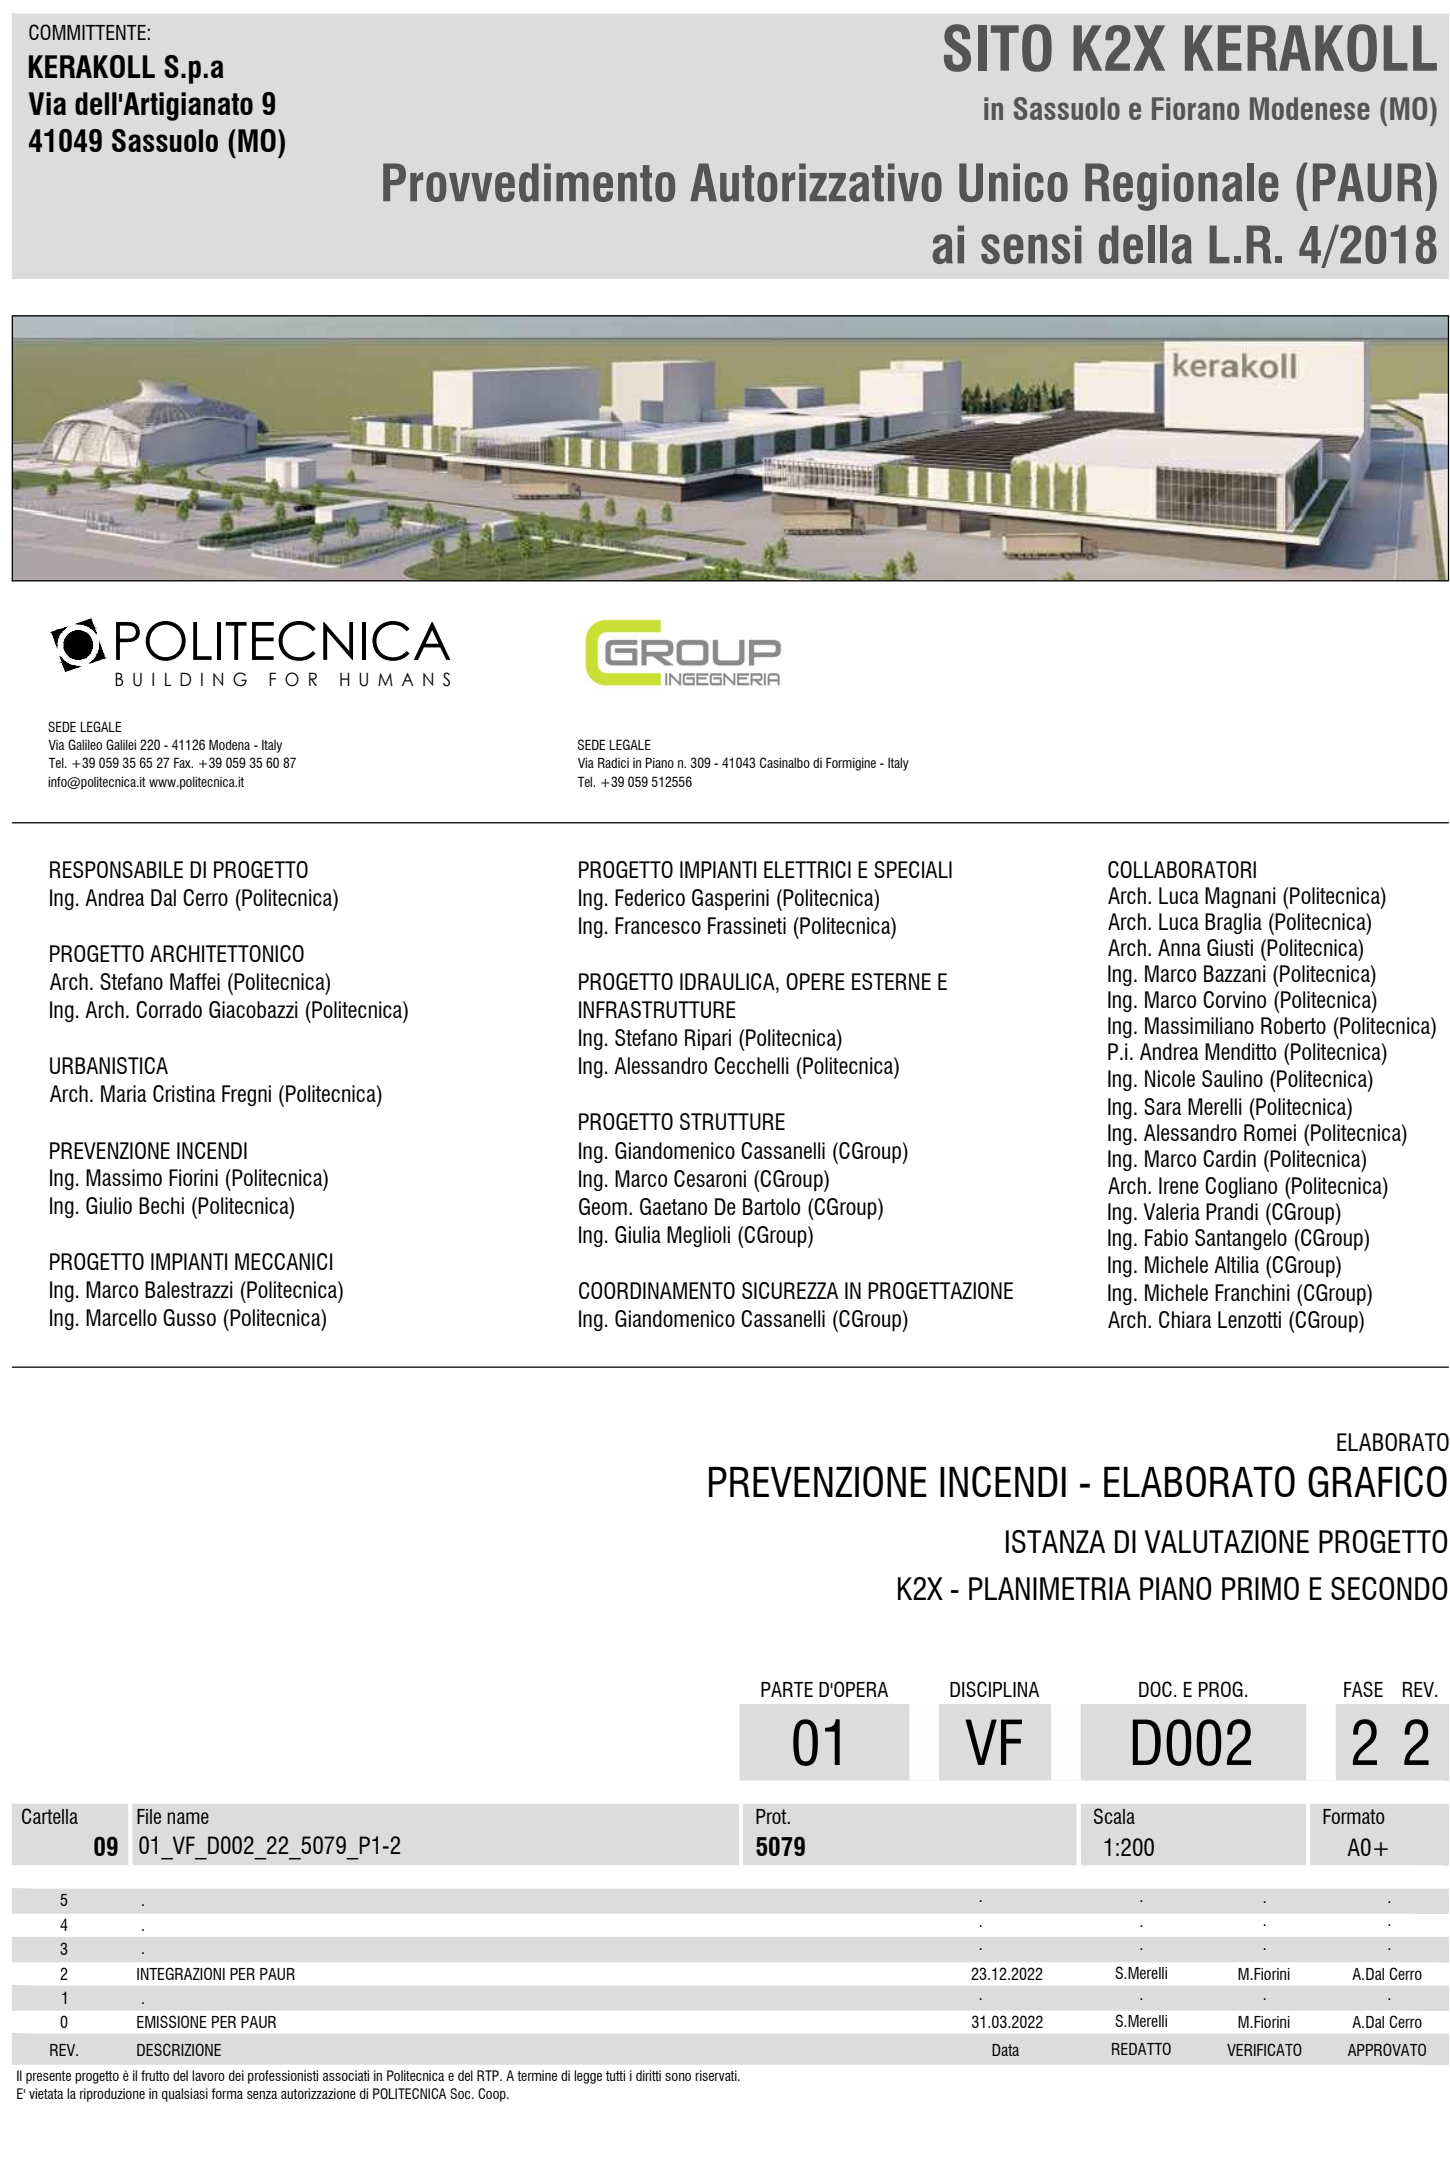 COMMITTENTE:
KERAKOLL S.p.a
Via dell'Artigianato 9
41049 Sassuolo (MO)
SITO K2X KERAKOLL
in Sassuolo e Fiorano Modenese (MO)
Provvedimento Autorizzativo Unico Regionale (PAUR)
ai sensi della L.R. 4/2018
kerakoll
POLITECNICA
BUILDING FOR HUMANS
SEDE LEGALE
Via Galileo Galilei 220 - 41126 Modena - Italy
Tel. +39 059 35 65 27 Fax. +39 059 35 60 87
info@politecnica.it www.politecnica.it
CGROUP
INGEGNERIA
SEDE LEGALE
Via Radici in Piano n. 309 - 41043 Casinalbo di Formigine - Italy
Tel. +39 059 512556
RESPONSABILE DI PROGETTO
Ing. Andrea Dal Cerro (Politecnica)
PROGETTO ARCHITETTONICO
Arch. Stefano Maffei (Politecnica)
Ing. Arch. Corrado Giacobazzi (Politecnica)
URBANISTICA
Arch. Maria Cristina Fregni (Politecnica)
PREVENZIONE INCENDI
Ing. Massimo Fiorini (Politecnica)
Ing. Giulio Bechi (Politecnica)
PROGETTO IMPIANTI MECCANICI
Ing. Marco Balestrazzi (Politecnica)
Ing. Marcello Gusso (Politecnica)
PROGETTO IMPIANTI ELETTRICI E SPECIALI
Ing. Federico Gasperini (Politecnica)
Ing. Francesco Frassineti (Politecnica)
PROGETTO IDRAULICA, OPERE ESTERNE E
INFRASTRUTTURE
Ing. Stefano Ripari (Politecnica)
Ing. Alessandro Cecchelli (Politecnica)
PROGETTO STRUTTURE
Ing. Giandomenico Cassanelli (CGroup)
Ing. Marco Cesaroni (CGroup)
Geom. Gaetano De Bartolo (CGroup)
Ing. Giulia Meglioli (CGroup)
COORDINAMENTO SICUREZZA IN PROGETTAZIONE
Ing. Giandomenico Cassanelli (CGroup)
COLLABORATORI
Arch. Luca Magnani (Politecnica)
Arch. Luca Braglia (Politecnica)
Arch. Anna Giusti (Politecnica)
Ing. Marco Bazzani (Politecnica)
Ing. Marco Corvino (Politecnica)
Ing. Massimiliano Roberto (Politecnica)
P.i. Andrea Menditto (Politecnica)
Ing. Nicole Saulino (Politecnica)
Ing. Sara Merelli (Politecnica)
Ing. Alessandro Romei (Politecnica)
Ing. Marco Cardin (Politecnica)
Arch. Irene Cogliano (Politecnica)
Ing. Valeria Prandi (CGroup)
Ing. Fabio Santangelo (CGroup)
Ing. Michele Altilia (CGroup)
Ing. Michele Franchini (CGroup)
Arch. Chiara Lenzotti (CGroup)
ELABORATO
PREVENZIONE INCENDI - ELABORATO GRAFICO
ISTANZA DI VALUTAZIONE PROGETTO
K2X - PLANIMETRIA PIANO PRIMO E SECONDO
PARTE D'OPERA DISCIPLINA DOC. E PROG. FASE REV.
01 VF D002 2 2
Cartella File name Prot. Scala Formato
09 01_VF_D002_22_5079_P1-2 5079 1:200 A0+
5 . . . . .
4 . . . . .
3 . . . . .
2 INTEGRAZIONI PER PAUR 23.12.2022 S.Merelli M.Fiorini A.Dal Cerro
1 . . . . .
0 EMISSIONE PER PAUR 31.03.2022 S.Merelli M.Fiorini A.Dal Cerro
REV. DESCRIZIONE Data REDATTO VERIFICATO APPROVATO
Il presente progetto è il frutto del lavoro dei professionisti associati in Politecnica e del RTP. A termine di legge tutti i diritti sono riservati.
E' vietata la riproduzione in qualsiasi forma senza autorizzazione di POLITECNICA Soc. Coop.